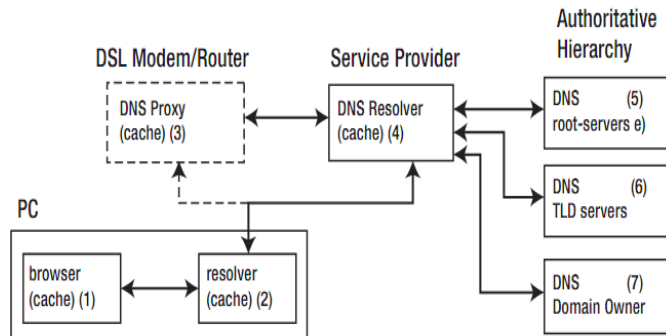 Authoritative
Hierarchy
DSL Modem/Router
Service Provider
DNS Proxy
(cache) (3)
DNS Resolver
(cache) (4)
DNS (5)
root-servers e)
DNS (6)
TLD servers
PC
browser
(cache) (1)
resolver
(cache) (2)
DNS (7)
Domain Owner